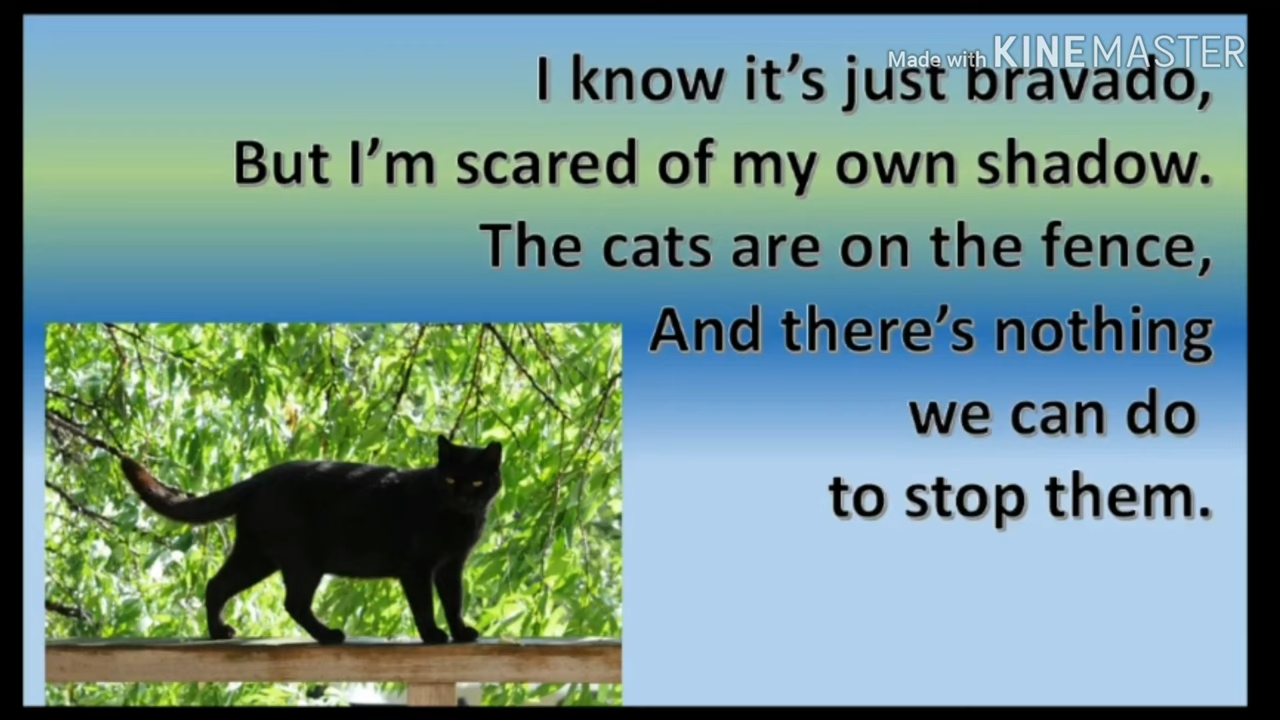 Made with KINEMASTER
I know it’s just bravado,
But I’m scared of my own shadow.
The cats are on the fence,
And there’s nothing
we can do
to stop them.